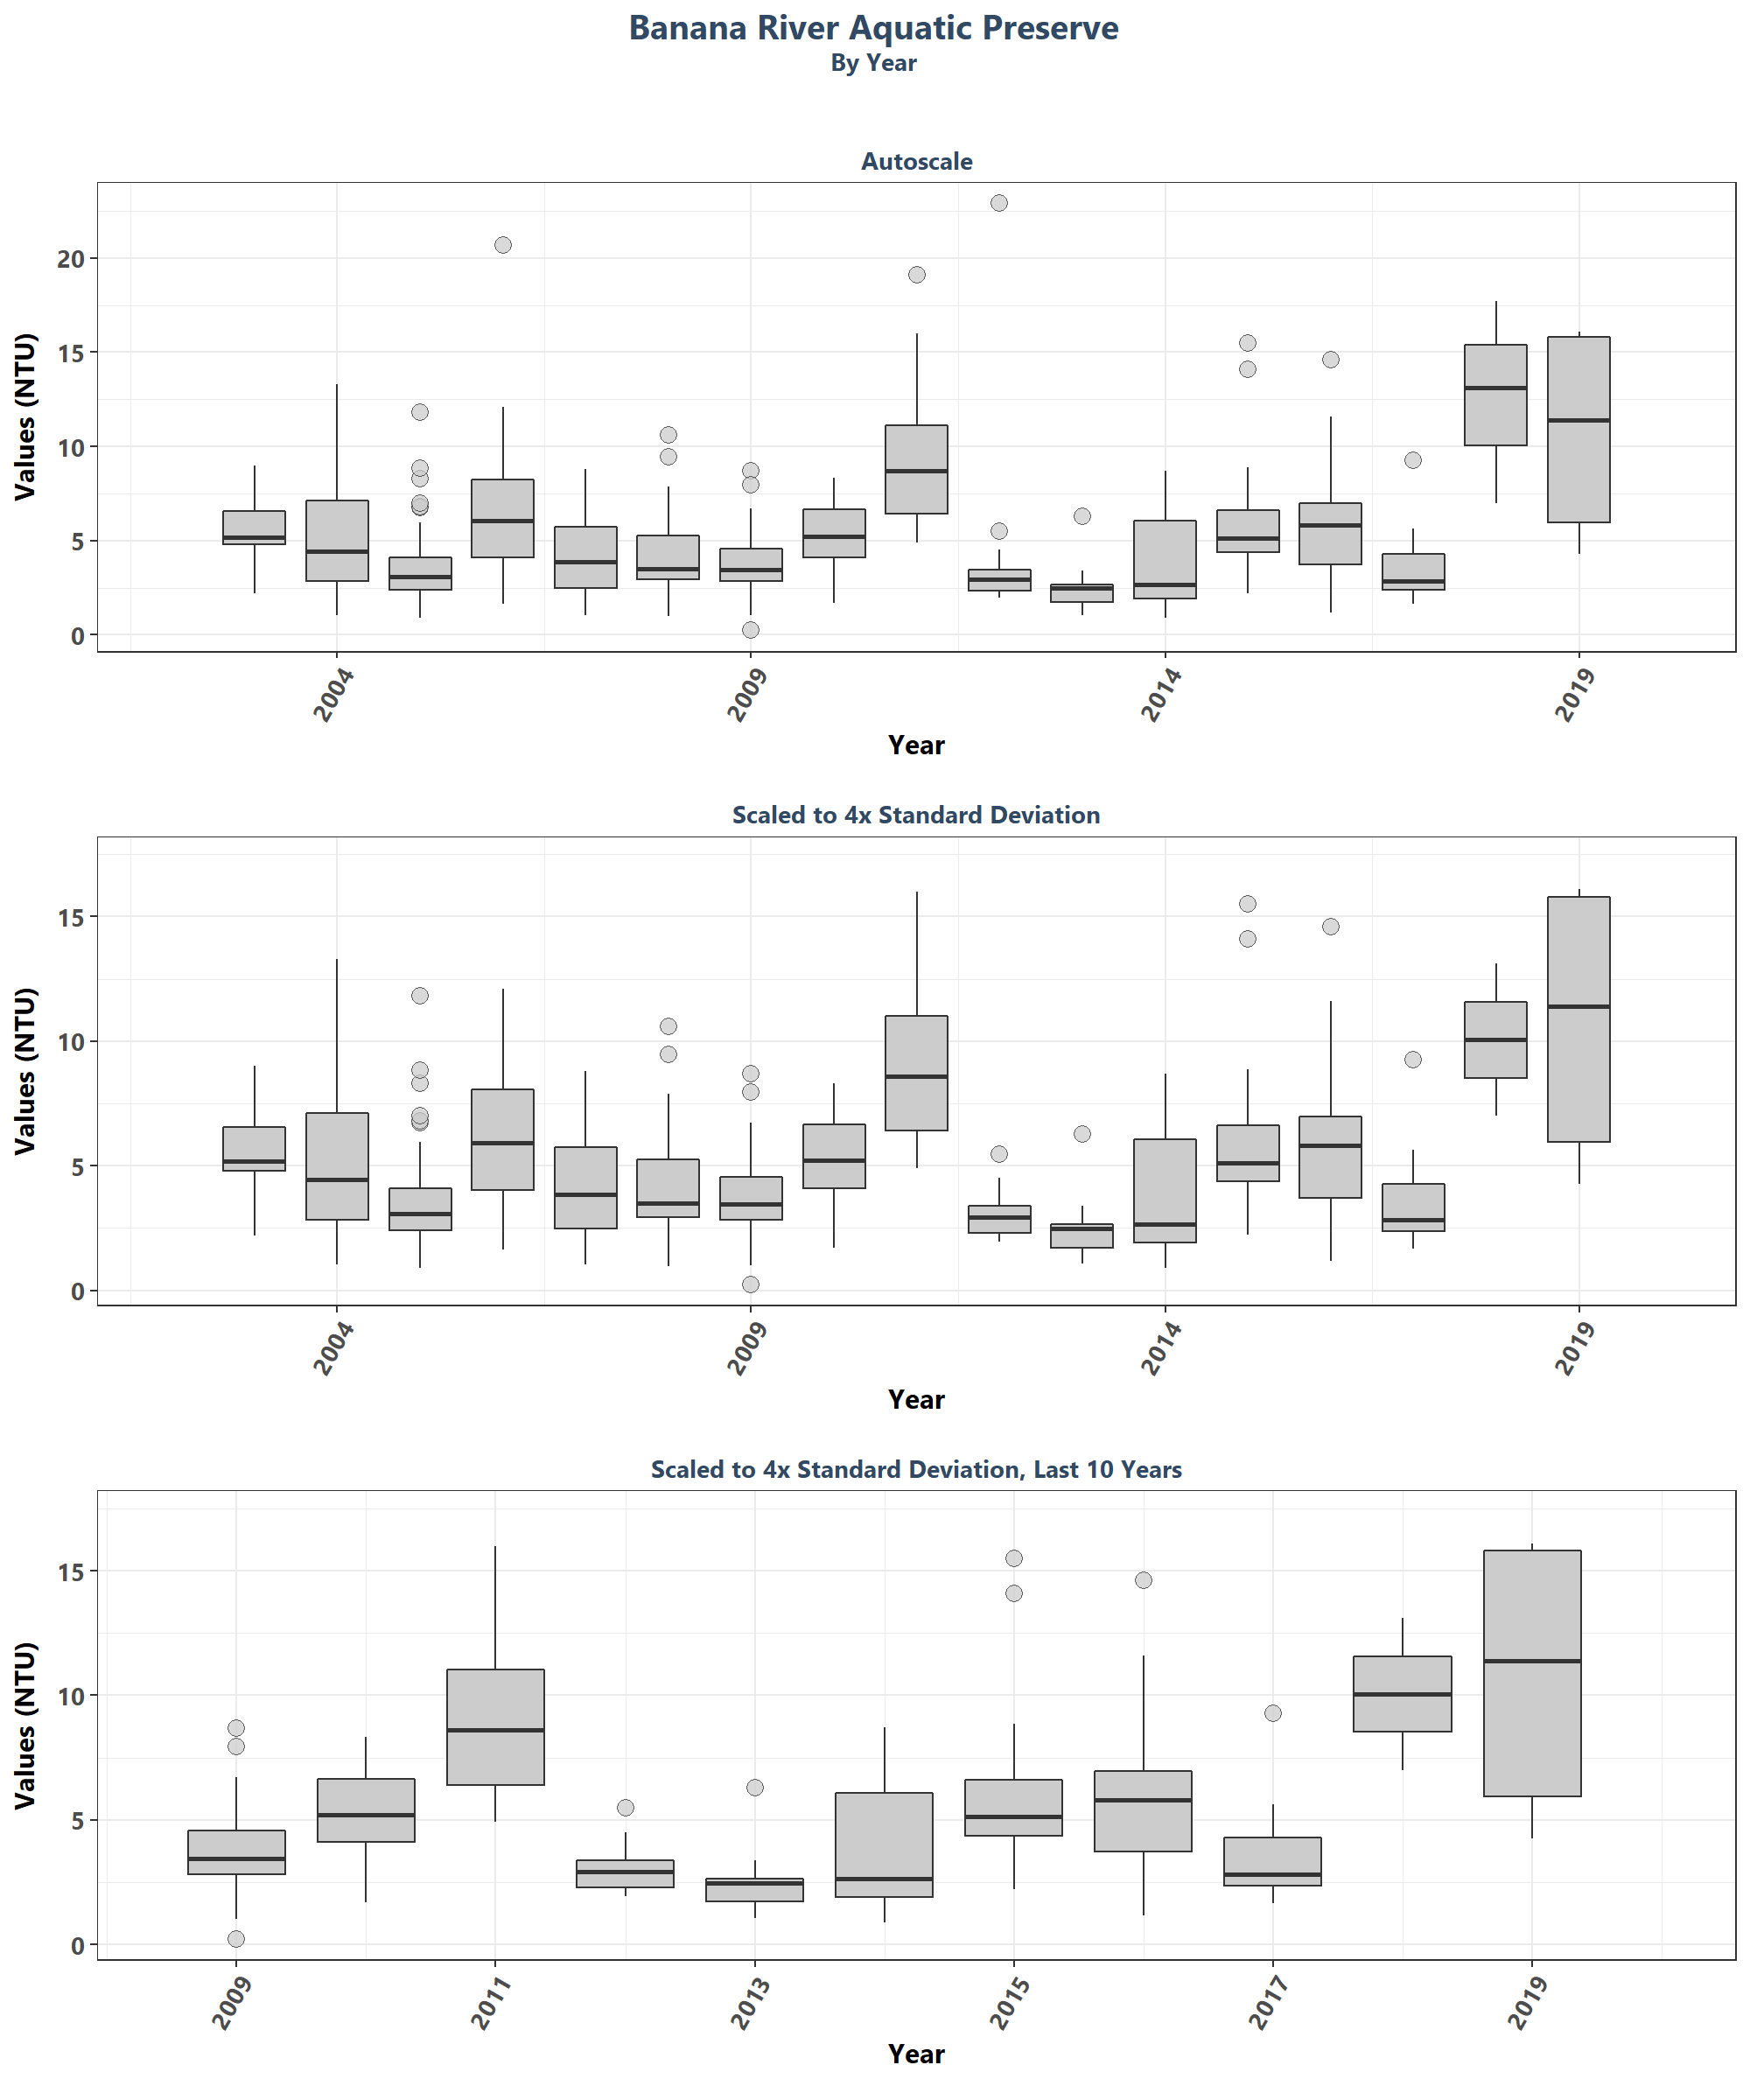 Banana River Aquatic Preserve
By Year
Autoscale
Values (NTU)
20
15
10
5
0
2004
2009
2014
2019
Year
Scaled to 4x Standard Deviation
Values (NTU)
15
10
5
0
2004
2009
2014
2019
Year
Scaled to 4x Standard Deviation, Last 10 Years
Values (NTU)
15
10
5
0
2009
2011
2013
2015
2017
2019
Year